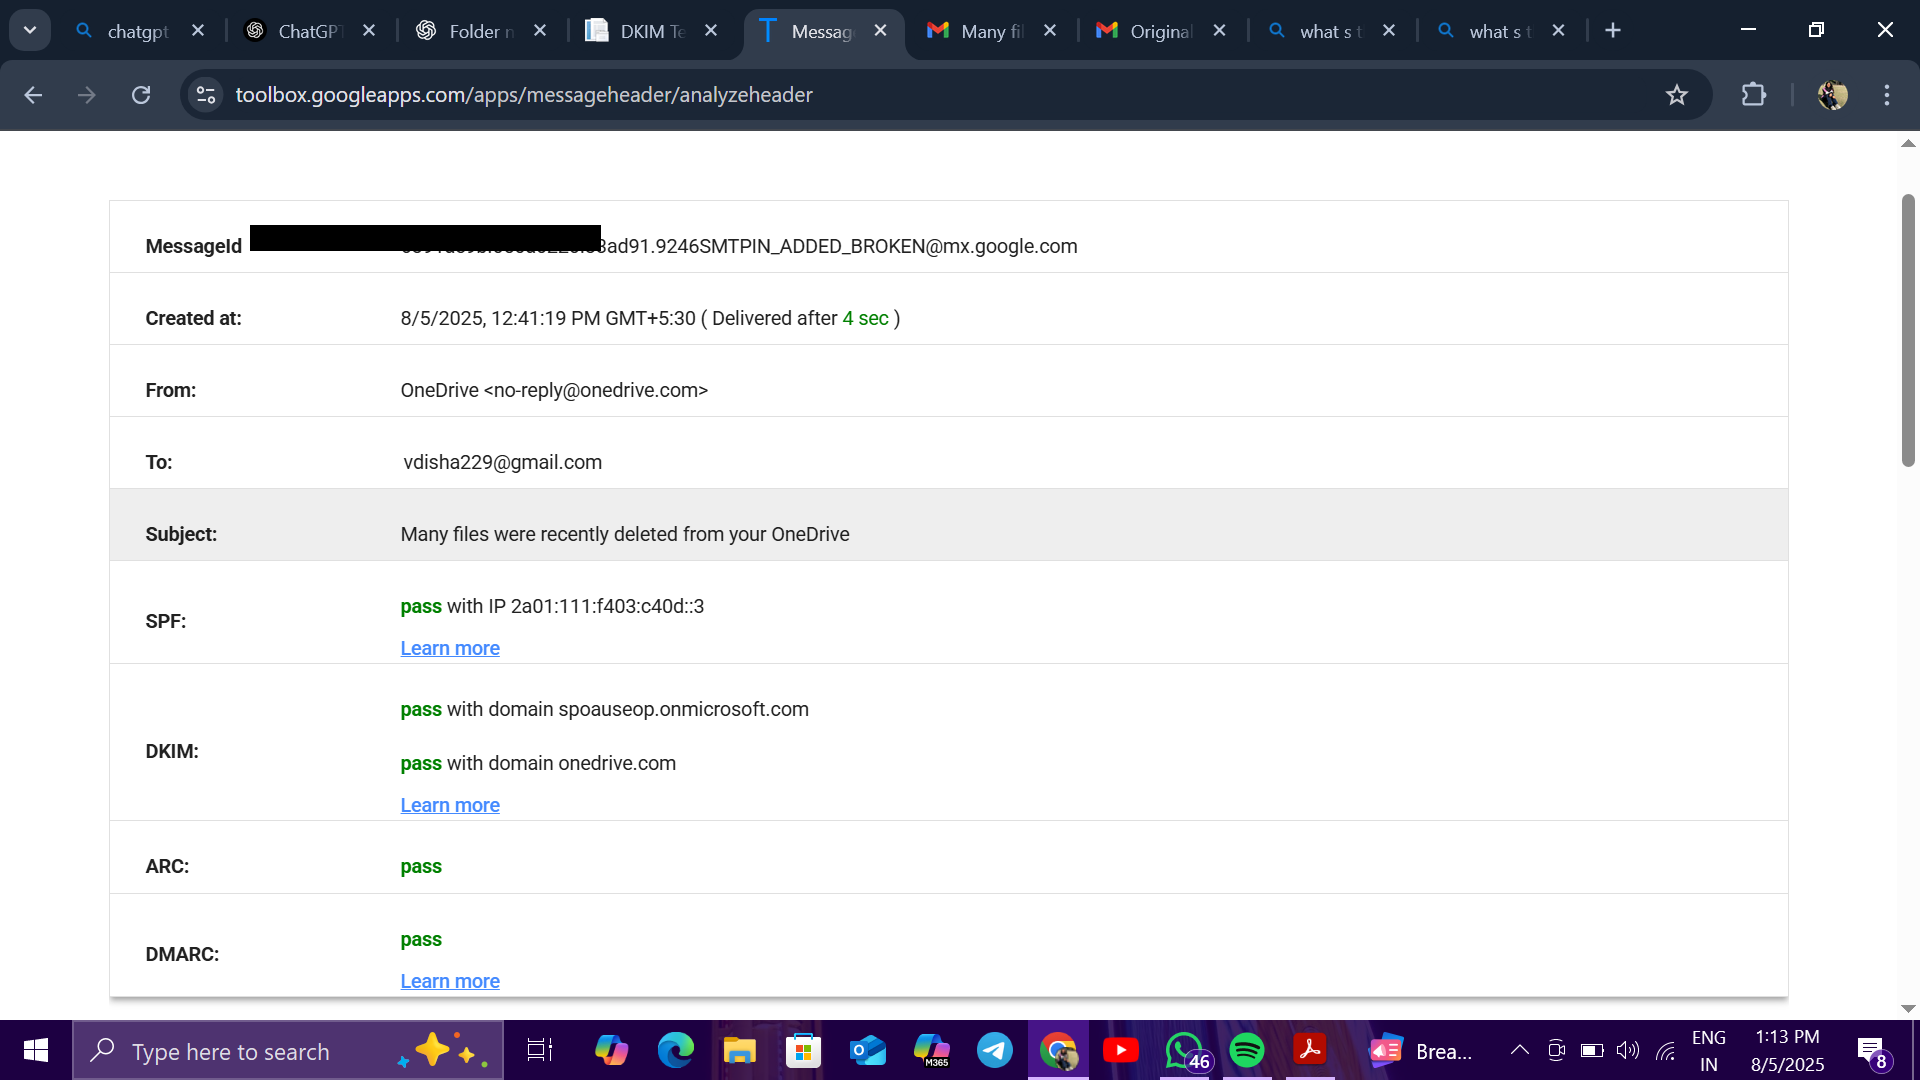 chatgpt
ChatGPT
Folder
DKIM Te
Messag
Many fil
Original
what s t
what s t
toolbox.googleapps.com/apps/messageheader/analyzeheader
MessageId 3ad91.9246SMTPIN_ADDED_BROKEN@mx.google.com
Created at: 8/5/2025, 12:41:19 PM GMT+5:30 ( Delivered after 4 sec )
From: OneDrive <no-reply@onedrive.com>
To: vdisha229@gmail.com
Subject: Many files were recently deleted from your OneDrive
SPF: pass with IP 2a01:111:f403:c40d::3
Learn more
DKIM: pass with domain spoauseop.onmicrosoft.com
pass with domain onedrive.com
Learn more
ARC: pass
DMARC: pass
Learn more
Type here to search
M365
46
Brea...
ENG
IN
1:13 PM
8/5/2025
8